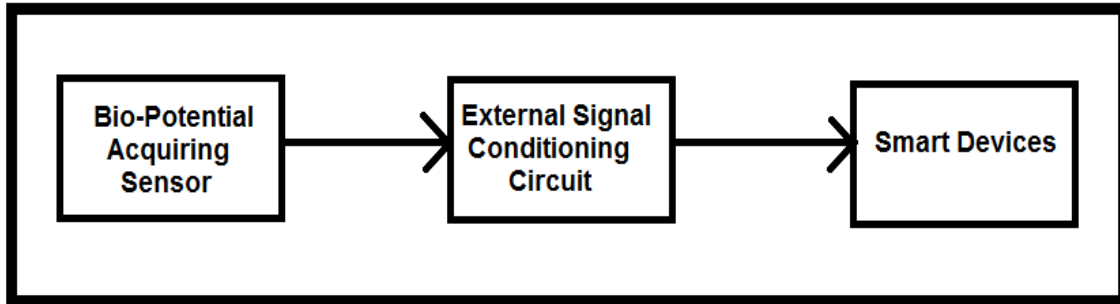 Bio-Potential
Acquiring
Sensor
External Signal
Conditioning
Circuit
Smart Devices